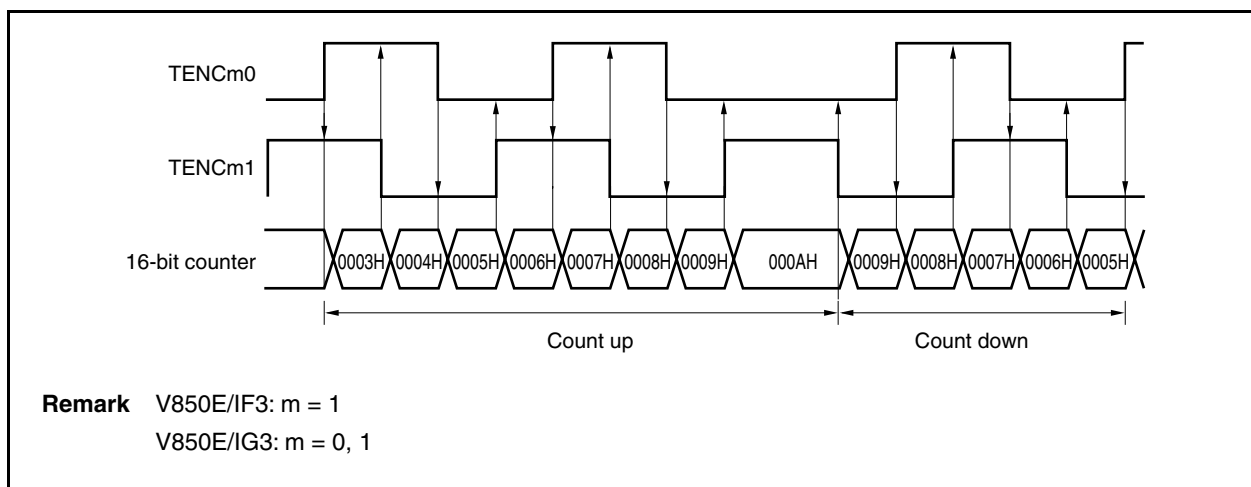 TENCm0
TENCm1
16-bit counter 0003H 0004H 0005H 0006H 0007H 0008H 0009H 000AH 0009H 0008H 0007H 0006H 0005H
Count up Count down
Remark V850E/IF3: m = 1
V850E/IG3: m = 0, 1